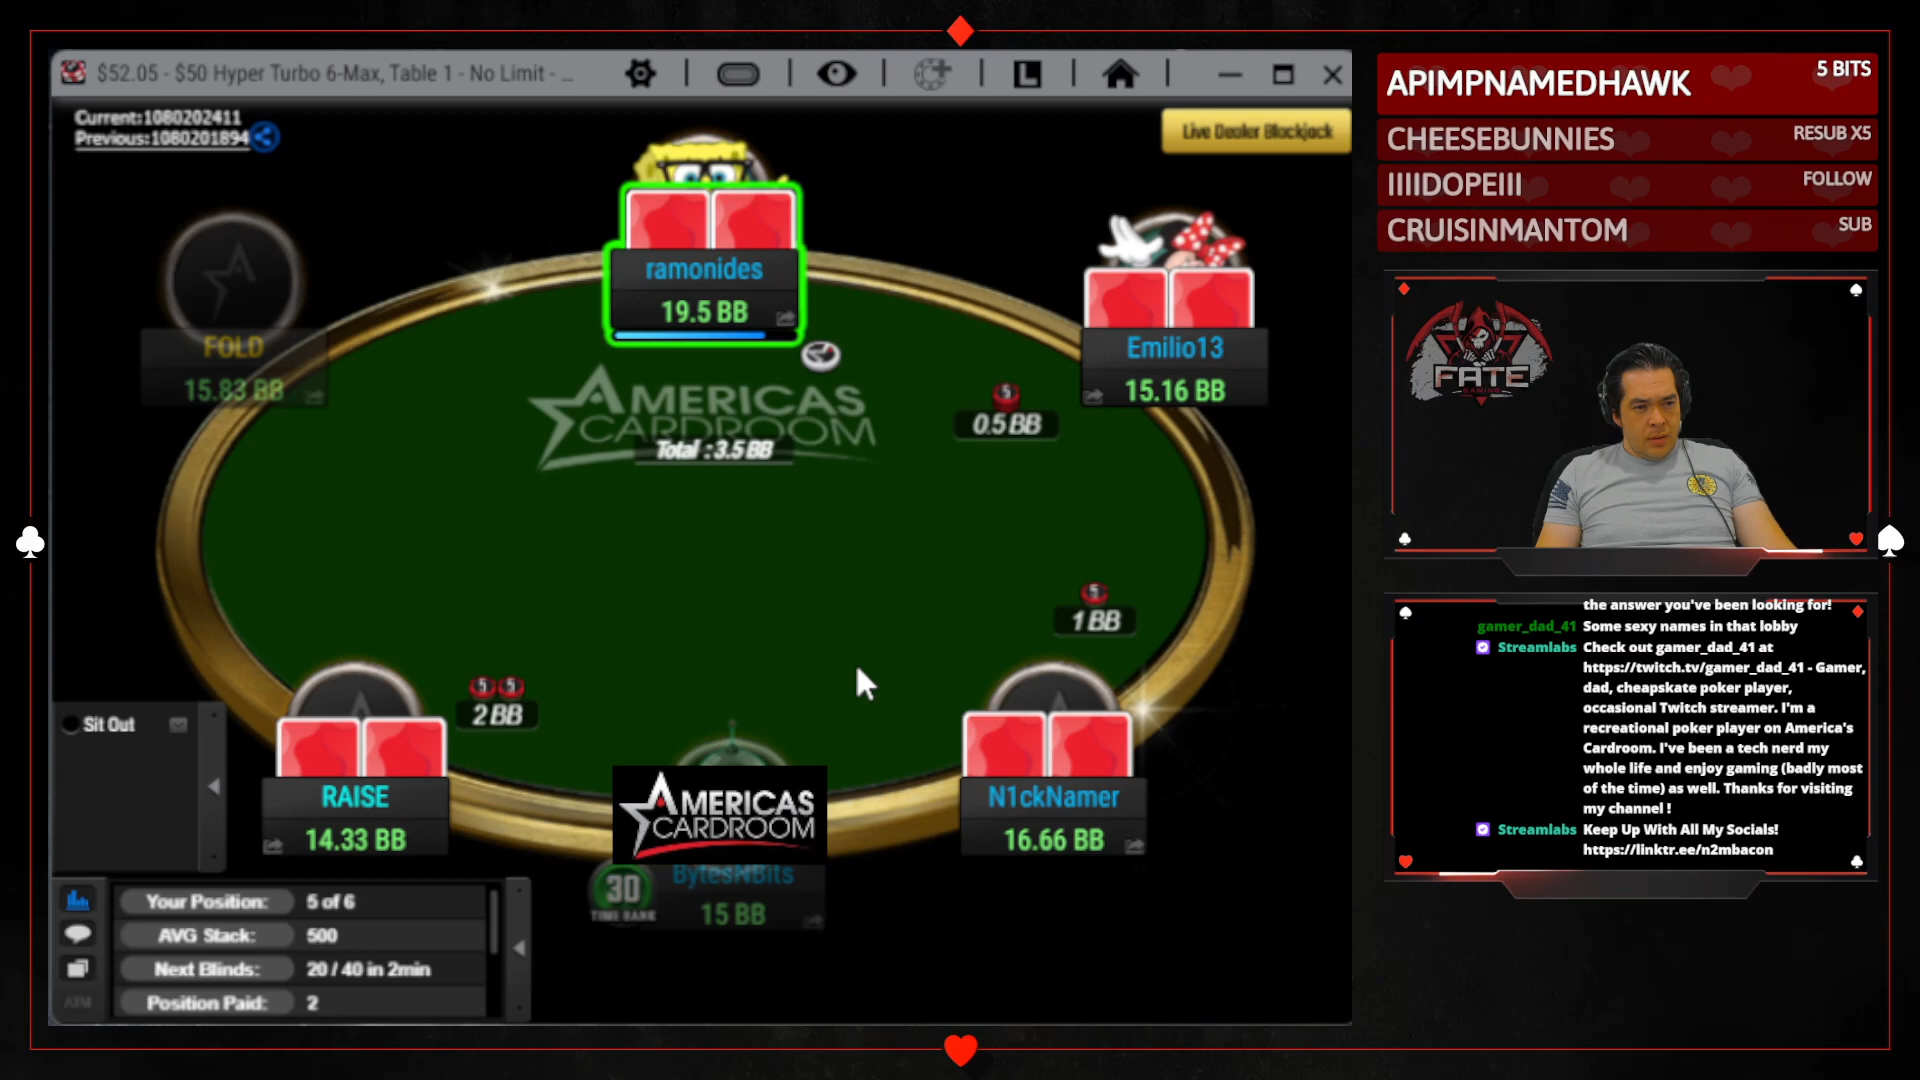 $52.05 - $50 Hyper Turbo 6-Max, Table 1 - No Limit - ...
Current:1080202411
Previous:1080201894
Live Dealer Blackjack
ramonides
19.5 BB
FOLD
15.83 BB
Emilio13
15.16 BB
AMERICAS
CARDROOM
Total : 3.5 BB
5
0.5 BB
5
1 BB
5 5
2 BB
Sit Out
RAISE
14.33 BB
AMERICAS
CARDROOM
N1ckNamer
16.66 BB
30
TIME BANK
BytesNBits
15 BB
Your Position: 5 of 6
AVG Stack: 500
Next Blinds: 20 / 40 in 2min
Position Paid: 2
APIMPNAMEDHAWK 5 BITS
CHEESEBUNNIES RESUB X5
IIIIDOPEIII FOLLOW
CRUISINMANTOM SUB
FATE
GAMING
the answer you've been looking for!
gamer_dad_41 Some sexy names in that lobby
Streamlabs Check out gamer_dad_41 at
https://twitch.tv/gamer_dad_41 - Gamer,
dad, cheapskate poker player,
occasional Twitch streamer. I'm a
recreational poker player on America's
Cardroom. I've been a tech nerd my
whole life and enjoy gaming (badly most
of the time) as well. Thanks for visiting
my channel !
Streamlabs Keep Up With All My Socials!
https://linktr.ee/n2mbacon